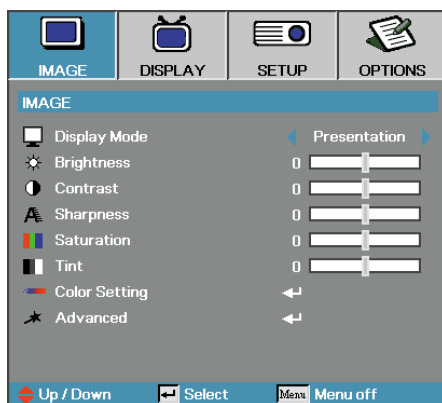 IMAGE DISPLAY SETUP OPTIONS
IMAGE
Display Mode Presentation
Brightness 0
Contrast 0
Sharpness 0
Saturation 0
Tint 0
Color Setting
Advanced
Up / Down Select Menu Menu off